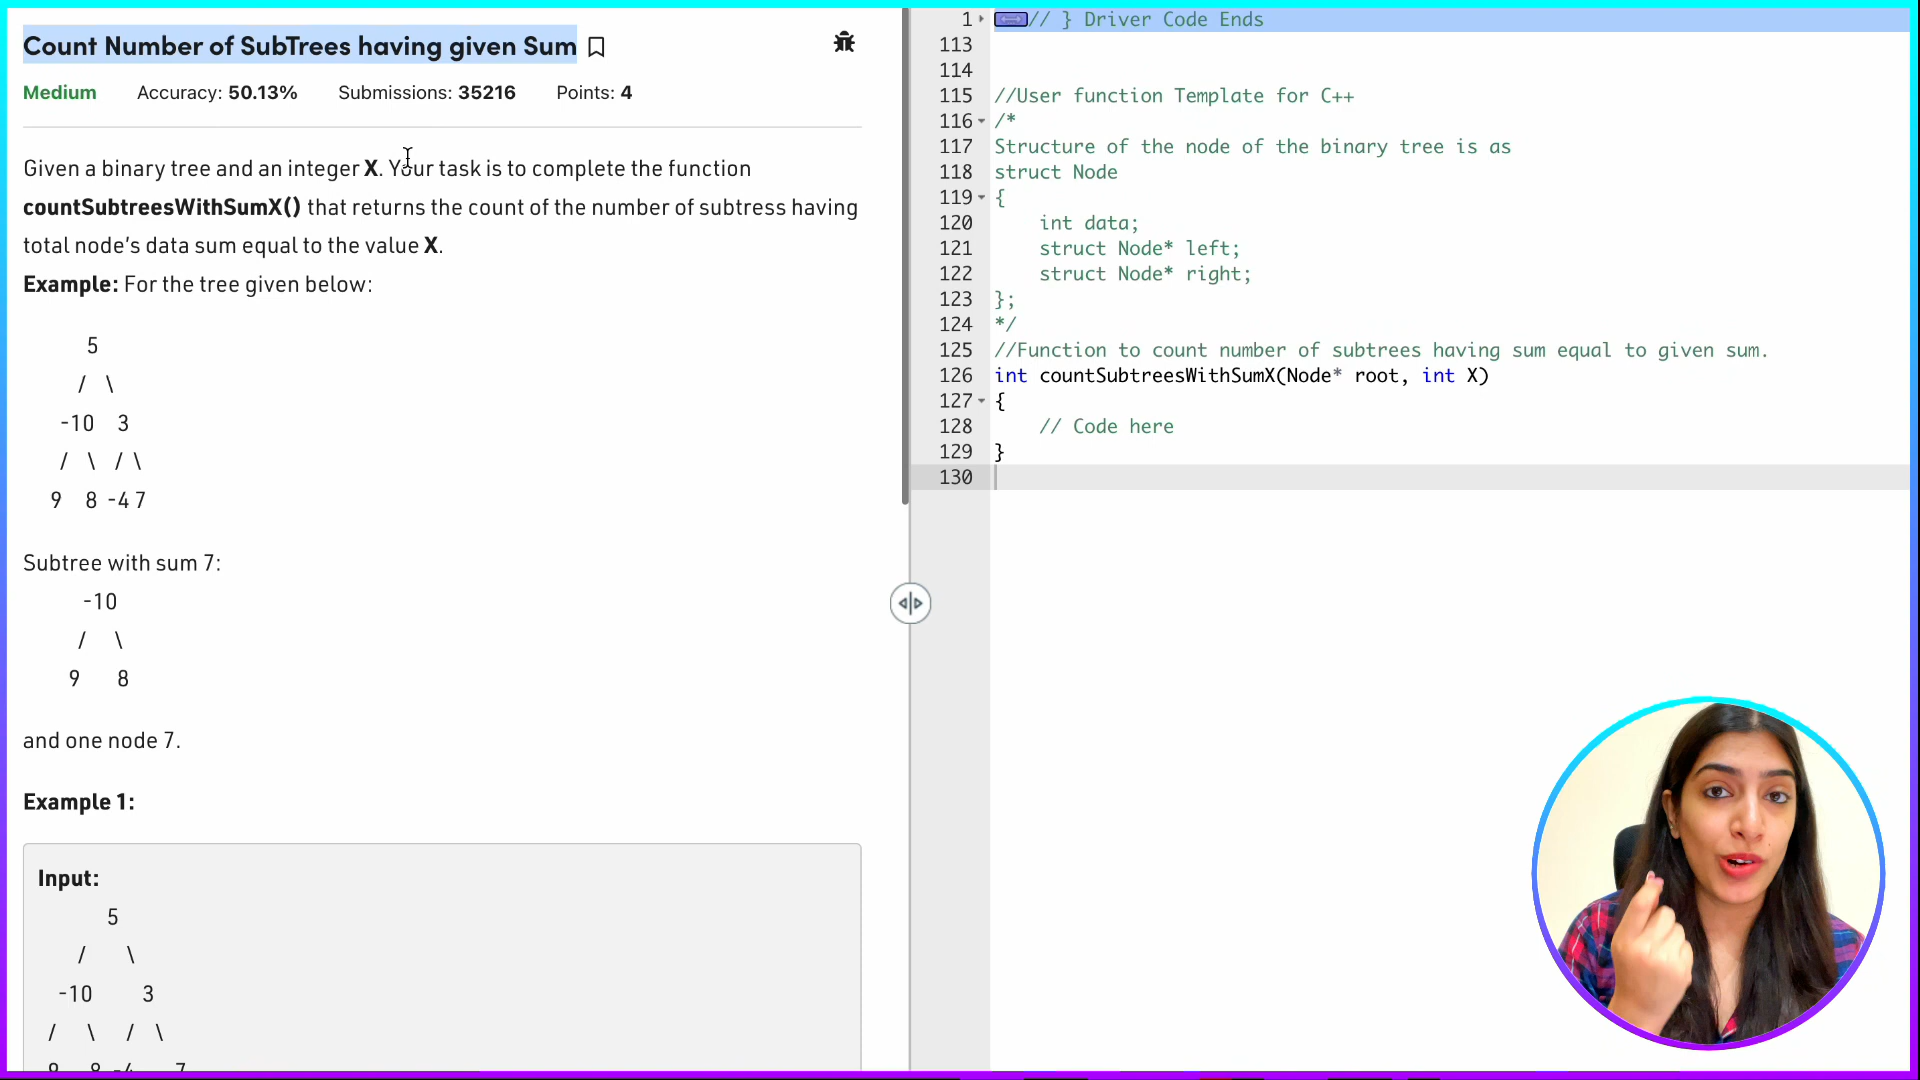 Count Number of SubTrees having given Sum
Medium Accuracy: 50.13% Submissions: 35216 Points: 4
Given a binary tree and an integer X. Your task is to complete the function
countSubtreesWithSumX() that returns the count of the number of subtress having
total node's data sum equal to the value X.
Example: For the tree given below:
5
/ \
-10 3
/ \ / \
9 8 -4 7
Subtree with sum 7:
-10
/ \
9 8
and one node 7.
Example 1:
Input:
5
/ \
-10 3
/ \ / \
9 8 -4 7
1 // } Driver Code Ends
113
114
115 //User function Template for C++
116 /*
117 Structure of the node of the binary tree is as
118 struct Node
119 {
120 int data;
121 struct Node* left;
122 struct Node* right;
123 };
124 */
125 //Function to count number of subtrees having sum equal to given sum.
126 int countSubtreesWithSumX(Node* root, int X)
127 {
128 // Code here
129 }
130